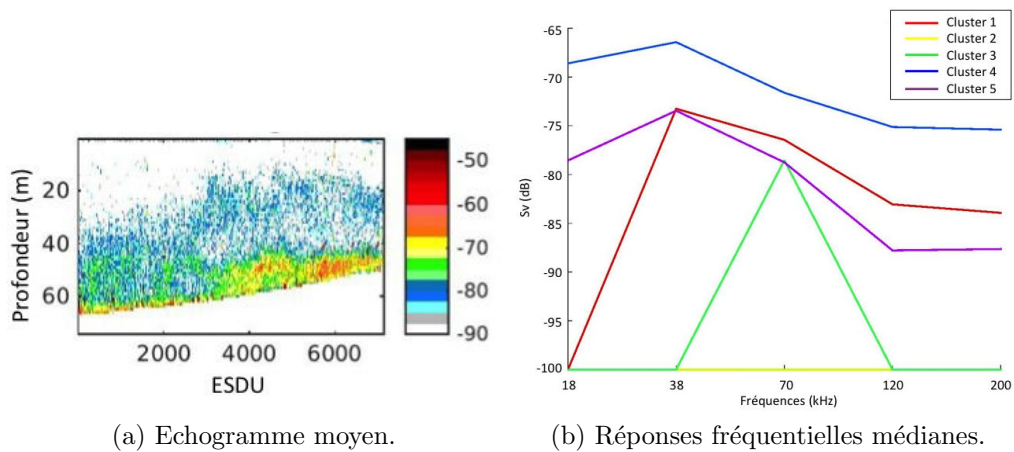 Profondeur (m)
20
40
60
2000
4000
6000
ESDU
-50
-60
-70
-80
-90
(a) Echogramme moyen.
Cluster 1
Cluster 2
Cluster 3
Cluster 4
Cluster 5
Sv (dB)
-65
-70
-75
-80
-85
-90
-95
-100
18
38
70
120
200
Fréquences (kHz)
(b) Réponses fréquentielles médianes.